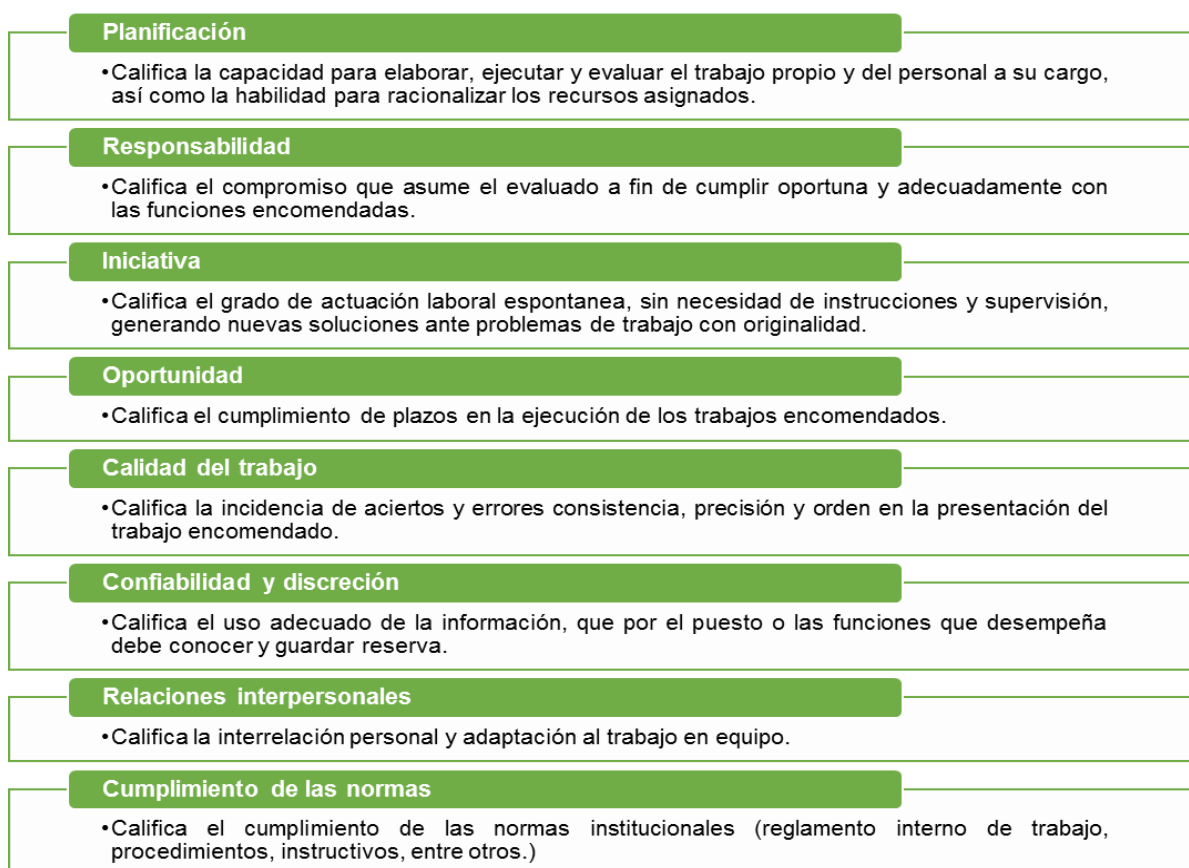 Planificación
•Califica la capacidad para elaborar, ejecutar y evaluar el trabajo propio y del personal a su cargo,
así como la habilidad para racionalizar los recursos asignados.
Responsabilidad
•Califica el compromiso que asume el evaluado a fin de cumplir oportuna y adecuadamente con
las funciones encomendadas.
Iniciativa
•Califica el grado de actuación laboral espontanea, sin necesidad de instrucciones y supervisión,
generando nuevas soluciones ante problemas de trabajo con originalidad.
Oportunidad
•Califica el cumplimiento de plazos en la ejecución de los trabajos encomendados.
Calidad del trabajo
•Califica la incidencia de aciertos y errores consistencia, precisión y orden en la presentación del
trabajo encomendado.
Confiabilidad y discreción
•Califica el uso adecuado de la información, que por el puesto o las funciones que desempeña
debe conocer y guardar reserva.
Relaciones interpersonales
•Califica la interrelación personal y adaptación al trabajo en equipo.
Cumplimiento de las normas
•Califica el cumplimiento de las normas institucionales (reglamento interno de trabajo,
procedimientos, instructivos, entre otros.)